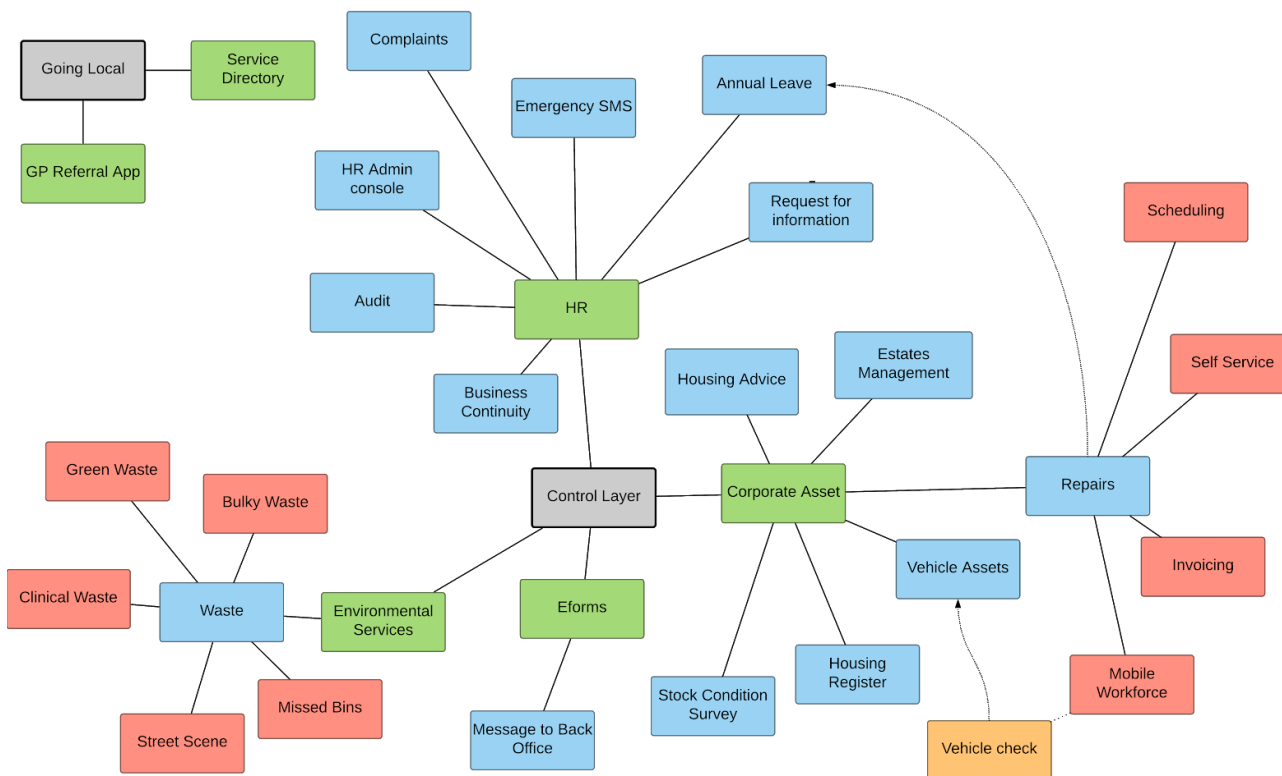 Going Local
Service
Directory
GP Referral App
Complaints
Emergency SMS
Annual Leave
HR Admin
console
Request for
information
Audit
HR
Business
Continuity
Scheduling
Self Service
Housing Advice
Estates
Management
Control Layer
Corporate Asset
Repairs
Invoicing
Mobile
Workforce
Vehicle Assets
Vehicle check
Housing
Register
Stock Condition
Survey
Eforms
Message to Back
Office
Environmental
Services
Waste
Green Waste
Bulky Waste
Clinical Waste
Missed Bins
Street Scene